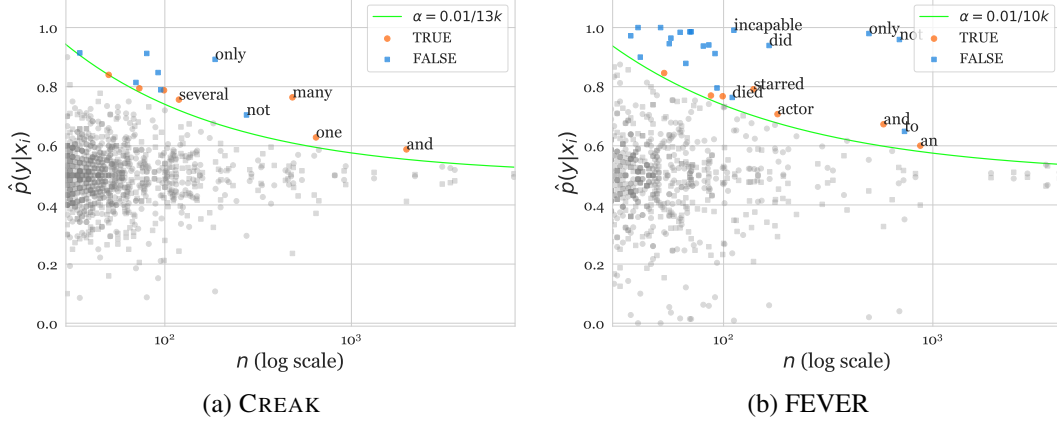 1.0
0.8
0.6
0.4
0.2
0.0
p̂(y|xᵢ)
α = 0.01/13k
TRUE
FALSE
only
several
many
not
one
and
10²
10³
n (log scale)
(a) CREAK
1.0
0.8
0.6
0.4
0.2
0.0
p̂(y|xᵢ)
α = 0.01/10k
TRUE
FALSE
incapable
only
not
did
starred
died
actor
and
to
an
10²
10³
n (log scale)
(b) FEVER